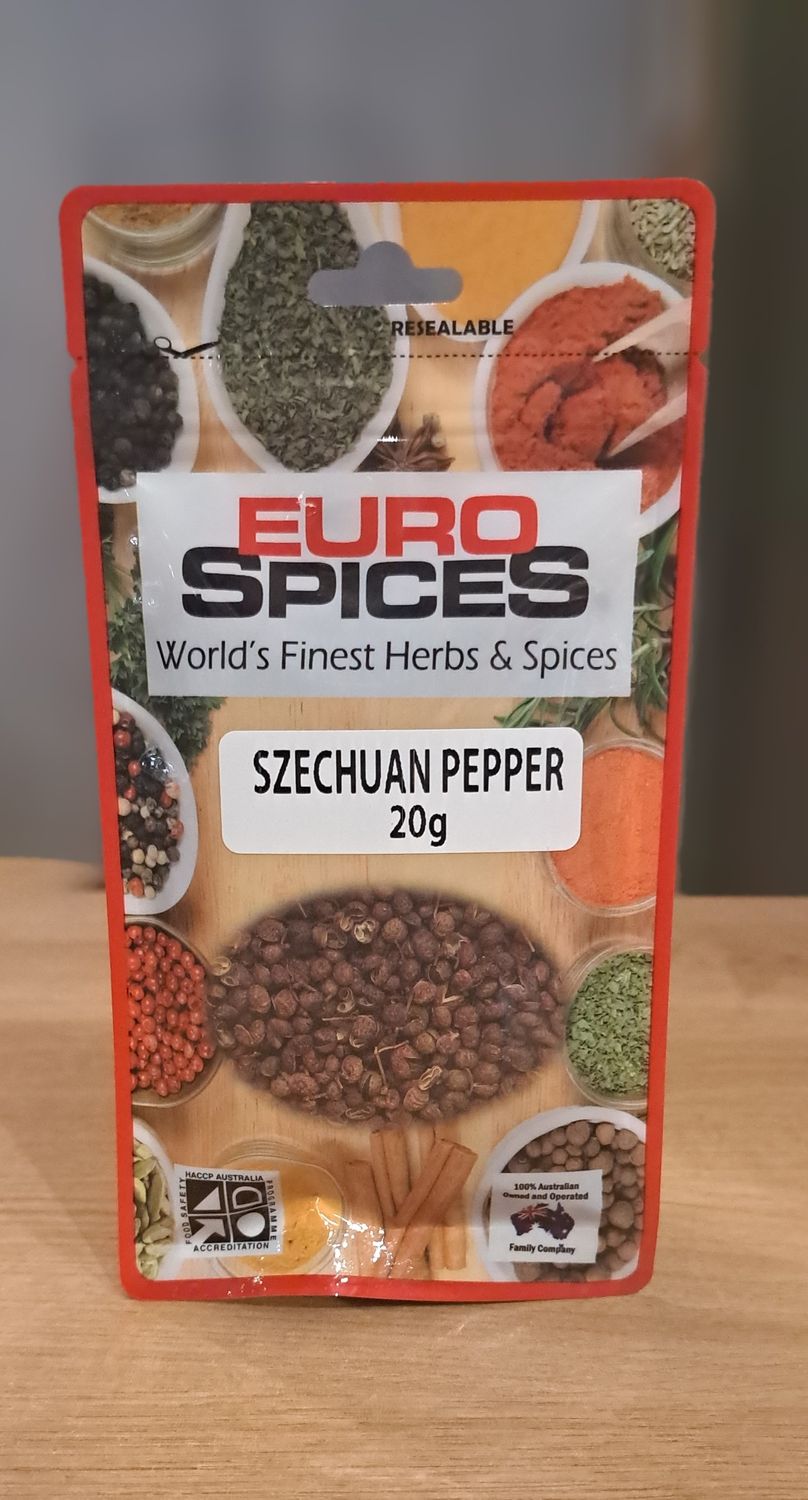 RESEALABLE
EURO
SPICES
World's Finest Herbs & Spices
SZECHUAN PEPPER
20g
HACCP AUSTRALIA
FOOD SAFETY
PROGRAMME
ACCREDITATION
100% Australian
Owned and Operated
Family Company